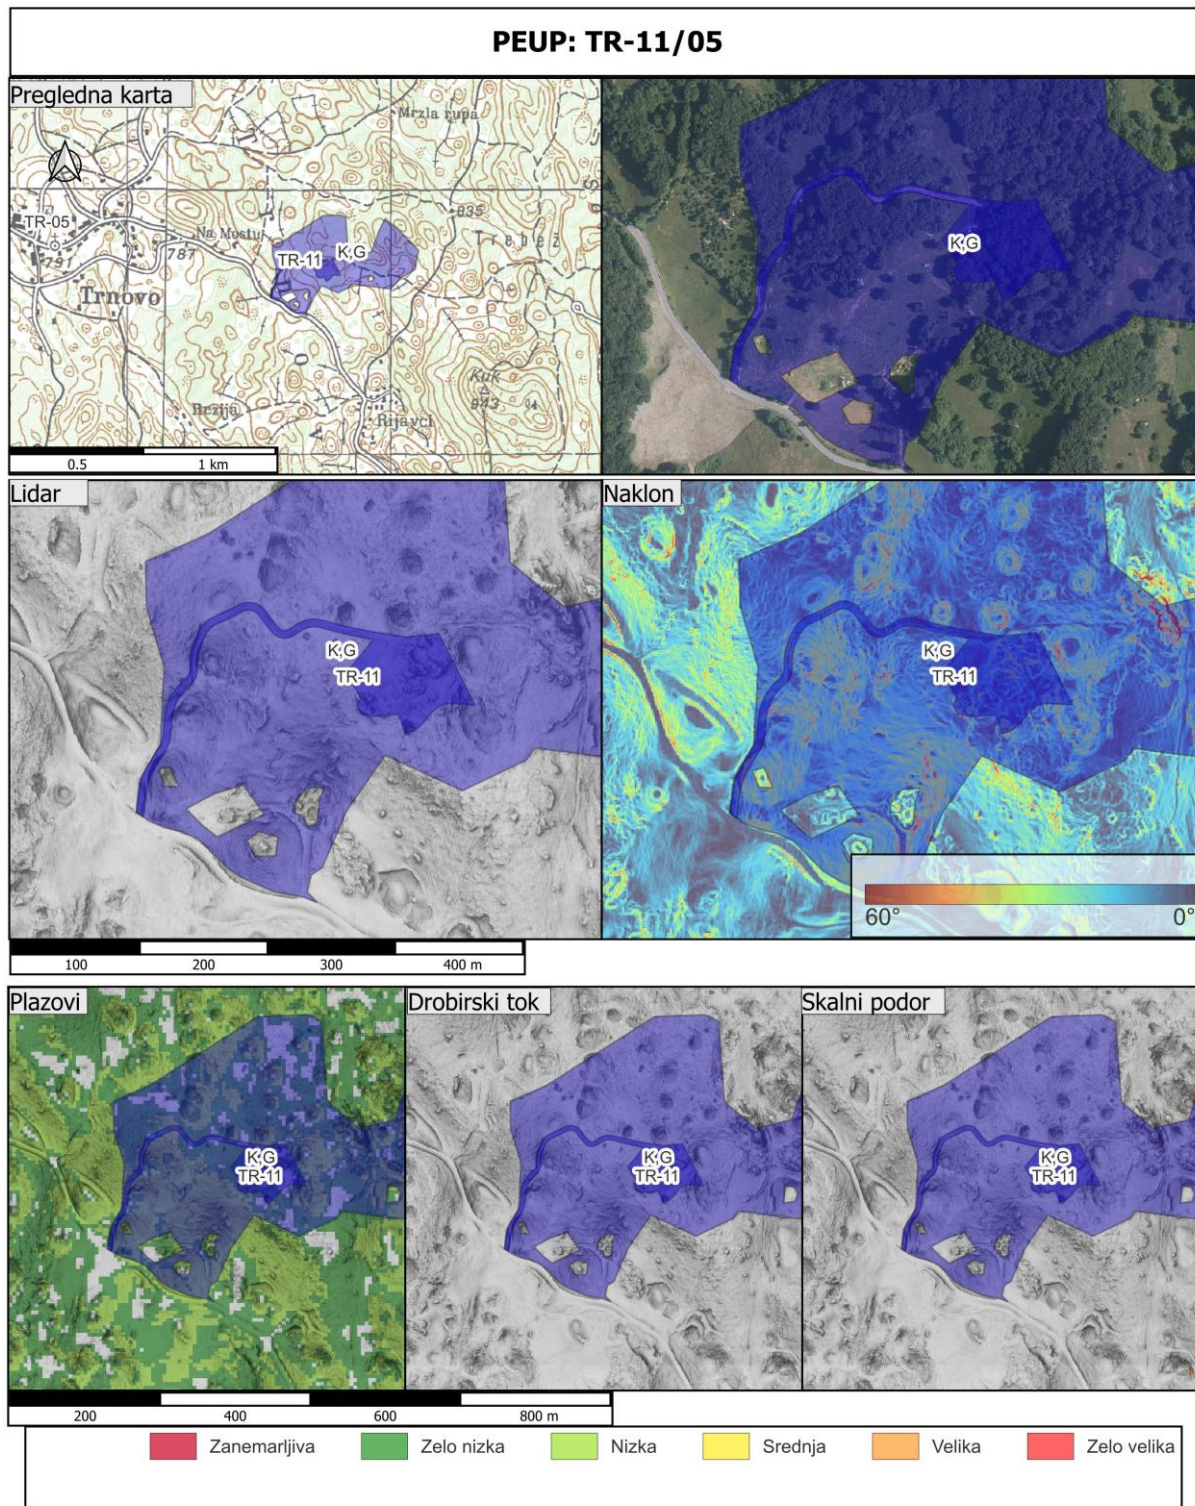 PEUP: TR-11/05
Pregledna karta
Mrzla rupa
TR-05
Na Mostu
835
Trebež
787
TR-11
K,G
Trnovo
Kuk
943
Rijavci
0.5 1 km
K,G
Lidar
Naklon
K,G
TR-11
K,G
TR-11
60° 0°
100 200 300 400 m
Plazovi
Drobirski tok
Skalni podor
K,G
TR-11
K,G
TR-11
K,G
TR-11
200 400 600 800 m
Zanemarljiva Zelo nizka Nizka Srednja Velika Zelo velika